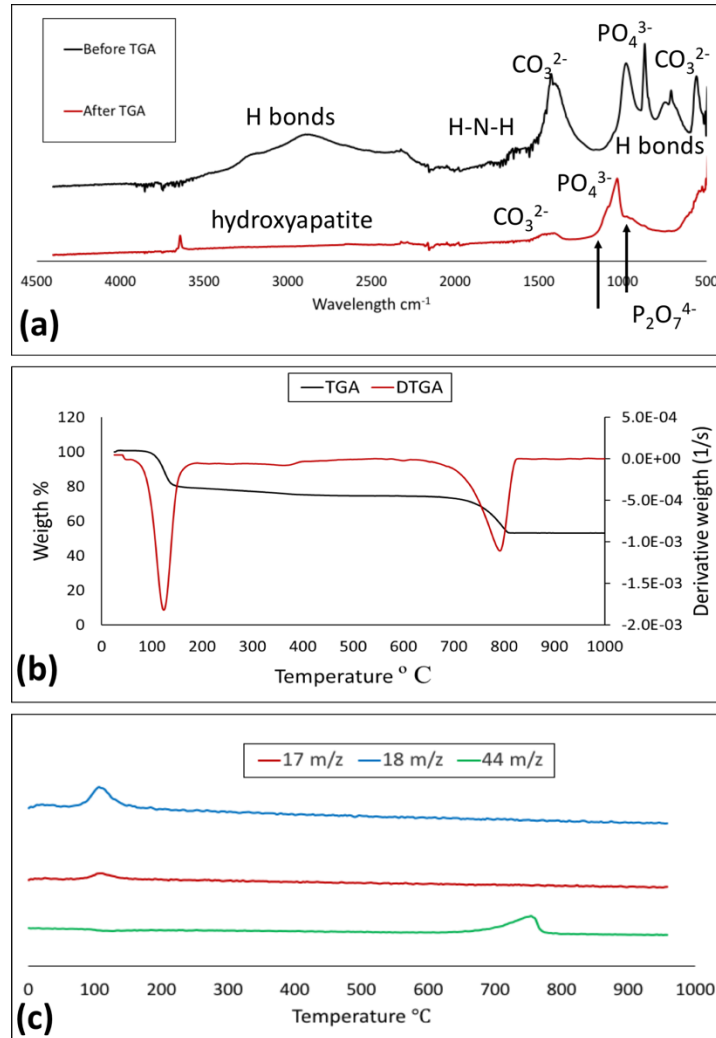 Before TGA
After TGA
H bonds
H-N-H
CO₃²⁻
PO₄³⁻
CO₃²⁻
H bonds
hydroxyapatite
CO₃²⁻
PO₄³⁻
P₂O₇⁴⁻
4500 4000 3500 3000 2500 2000 1500 1000 500
Wavelength cm⁻¹
(a)
TGA DTGA
120 100 80 60 40 20 0
Weigth %
5.0E-04 0.0E+00 -5.0E-04 -1.0E-03 -1.5E-03 -2.0E-03
Derivative weigth (1/s)
0 100 200 300 400 500 600 700 800 900 1000
Temperature ° C
(b)
17 m/z 18 m/z 44 m/z
0 100 200 300 400 500 600 700 800 900 1000
Temperature °C
(c)